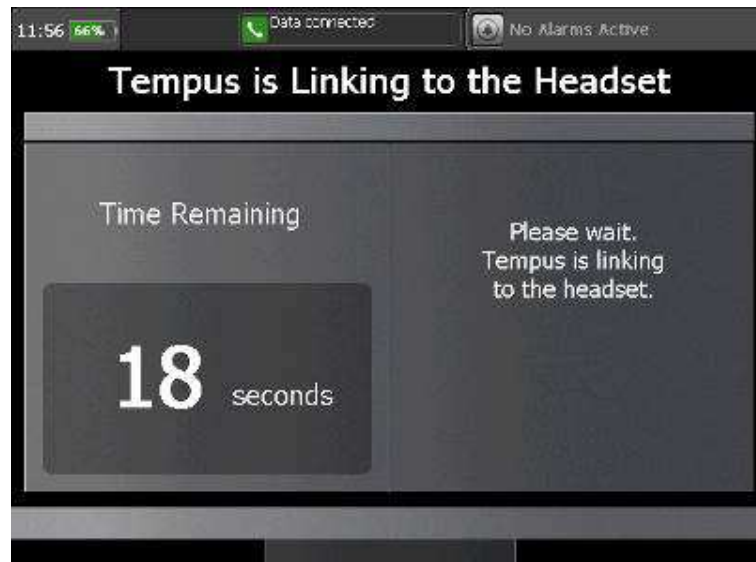 11:56 66% Data connected No Alarms Active
Tempus is Linking to the Headset
Time Remaining
18 seconds
Please wait.
Tempus is linking
to the headset.